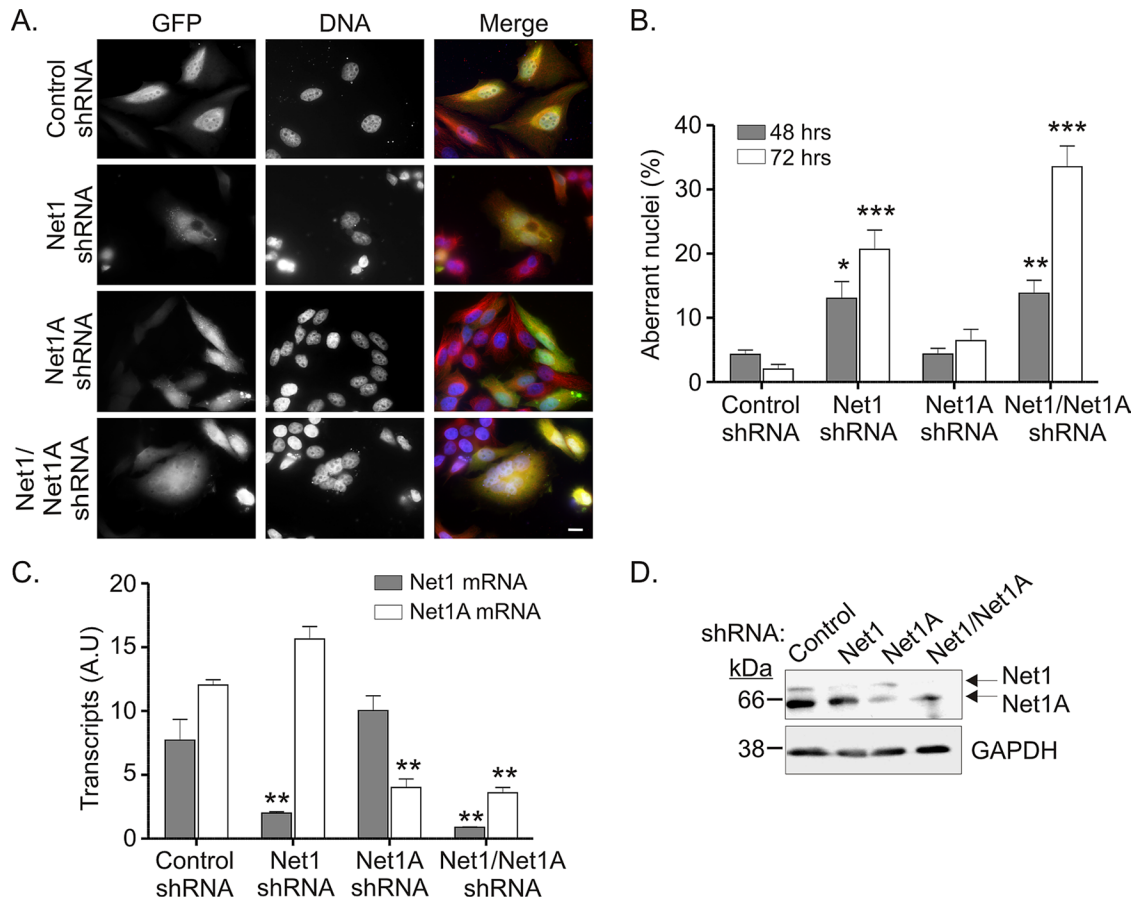 A.
GFP
DNA
Merge
Control
shRNA
Net1
shRNA
Net1A
shRNA
Net1/
Net1A
shRNA
B.
Aberrant nuclei (%)
40
30
20
10
0
48 hrs
72 hrs
*
***
**
***
Control
shRNA
Net1
shRNA
Net1A
shRNA
Net1/Net1A
shRNA
C.
Transcripts (A.U)
20
15
10
5
0
Net1 mRNA
Net1A mRNA
**
**
**
**
Control
shRNA
Net1
shRNA
Net1A
shRNA
Net1/Net1A
shRNA
D.
shRNA:
Control
Net1
Net1A
Net1/Net1A
kDa
66
38
Net1
Net1A
GAPDH